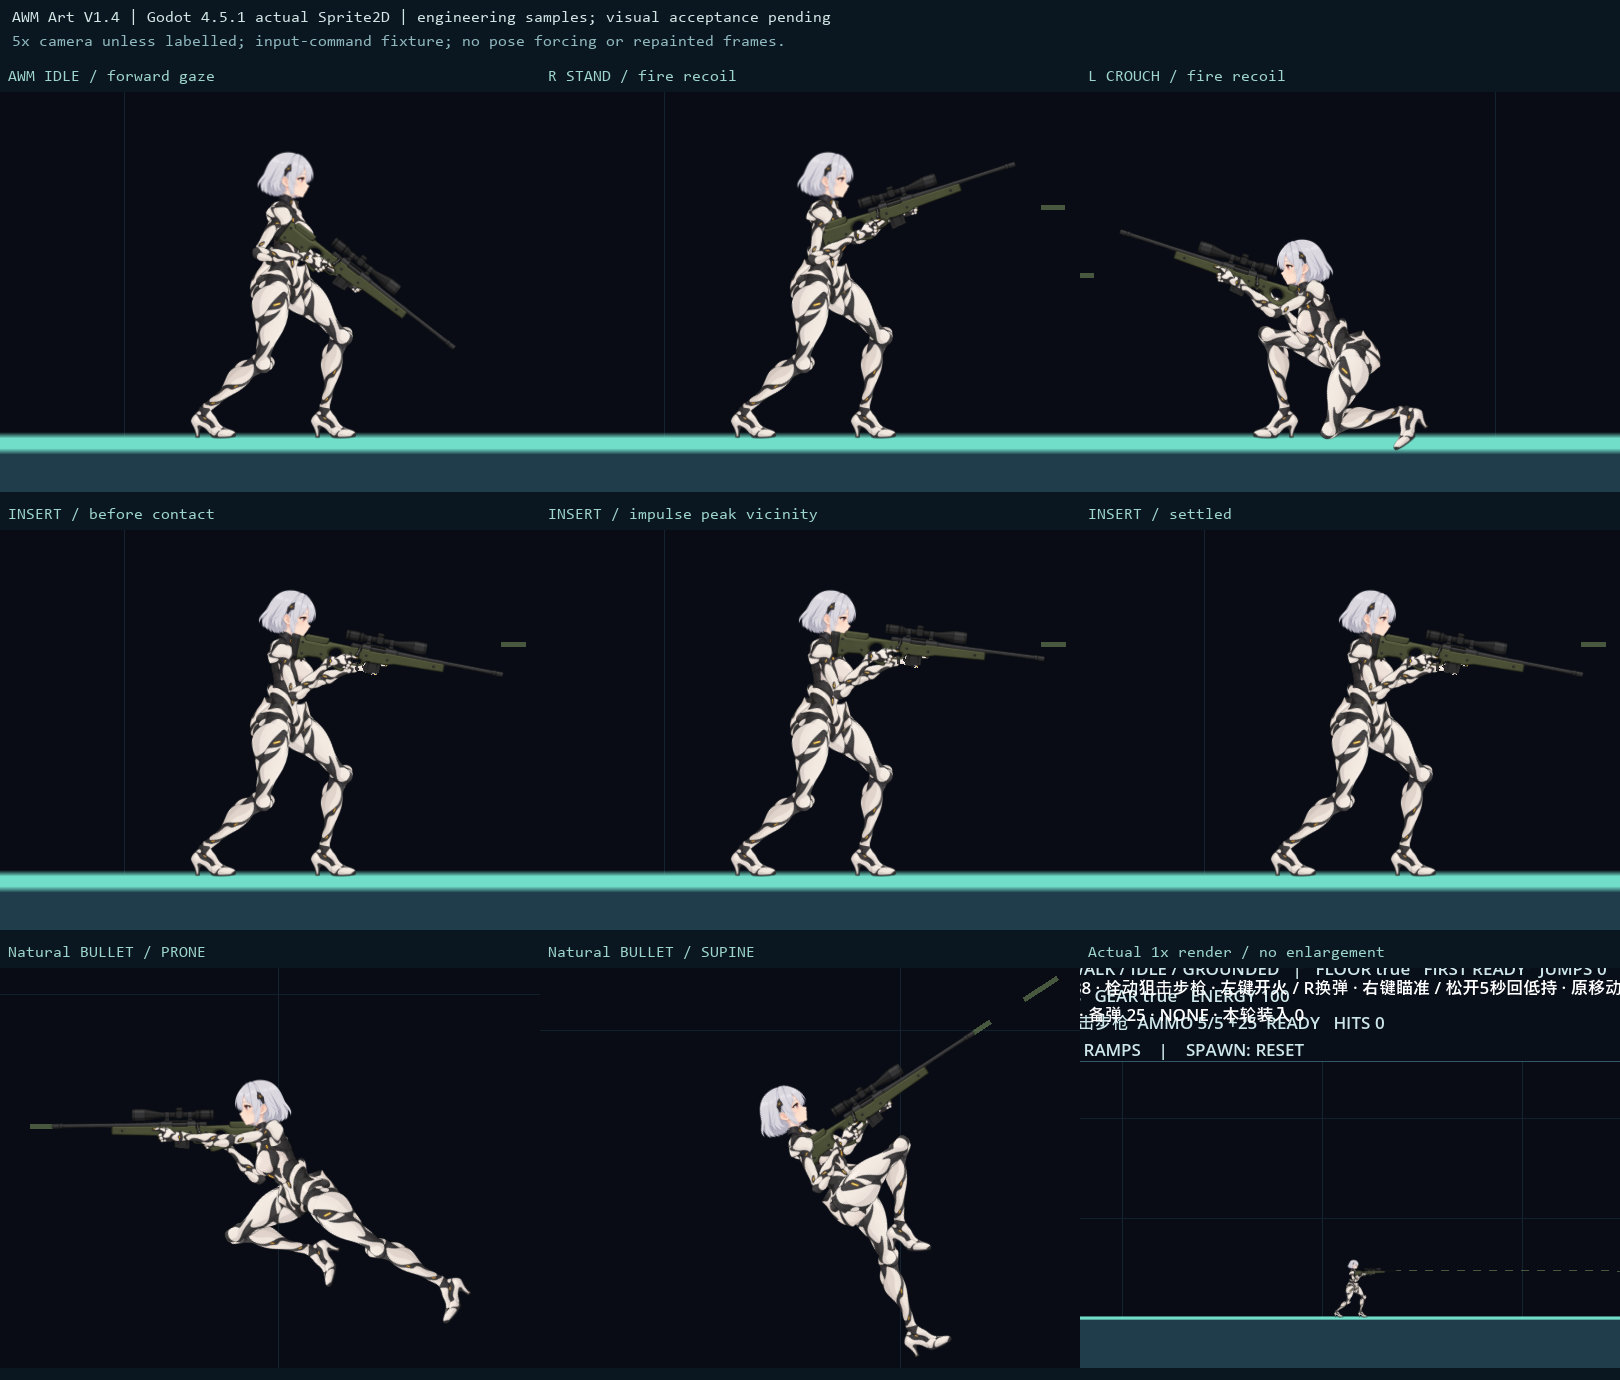 AWM Art V1.4 | Godot 4.5.1 actual Sprite2D | engineering samples; visual acceptance pending
5x camera unless labelled; input-command fixture; no pose forcing or repainted frames.
AWM IDLE / forward gaze
R STAND / fire recoil
L CROUCH / fire recoil
INSERT / before contact
INSERT / impulse peak vicinity
INSERT / settled
Natural BULLET / PRONE
Natural BULLET / SUPINE
Actual 1x render / no enlargement
/ IDLE / GROUNDED | FLOOR true FIRST READY JUMPS 0
· 栓动狙击步枪 · 左键开火 / R换弹 · 右键瞄准 / 松开5秒回低持 · 原移动
GEAR true ENERGY 100
· 备弹 25 · NONE · 本轮装入 0
击步枪 AMMO 5/5 +25 READY HITS 0
RAMPS | SPAWN: RESET